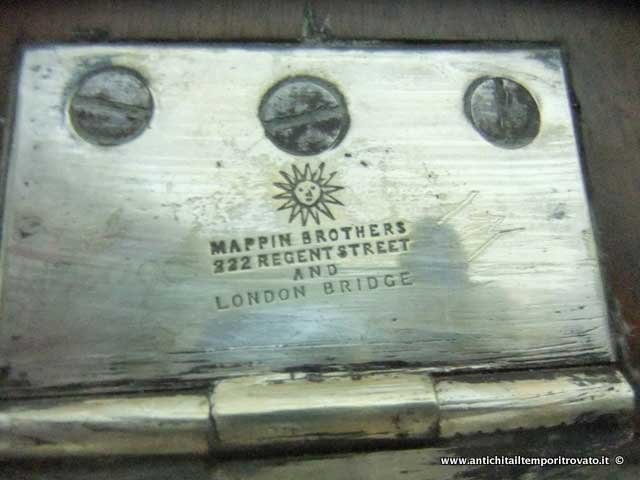 MAPPIN BROTHERS
222 REGENT STREET
AND
LONDON BRIDGE
www.antichitailtemporitrovato.it ©